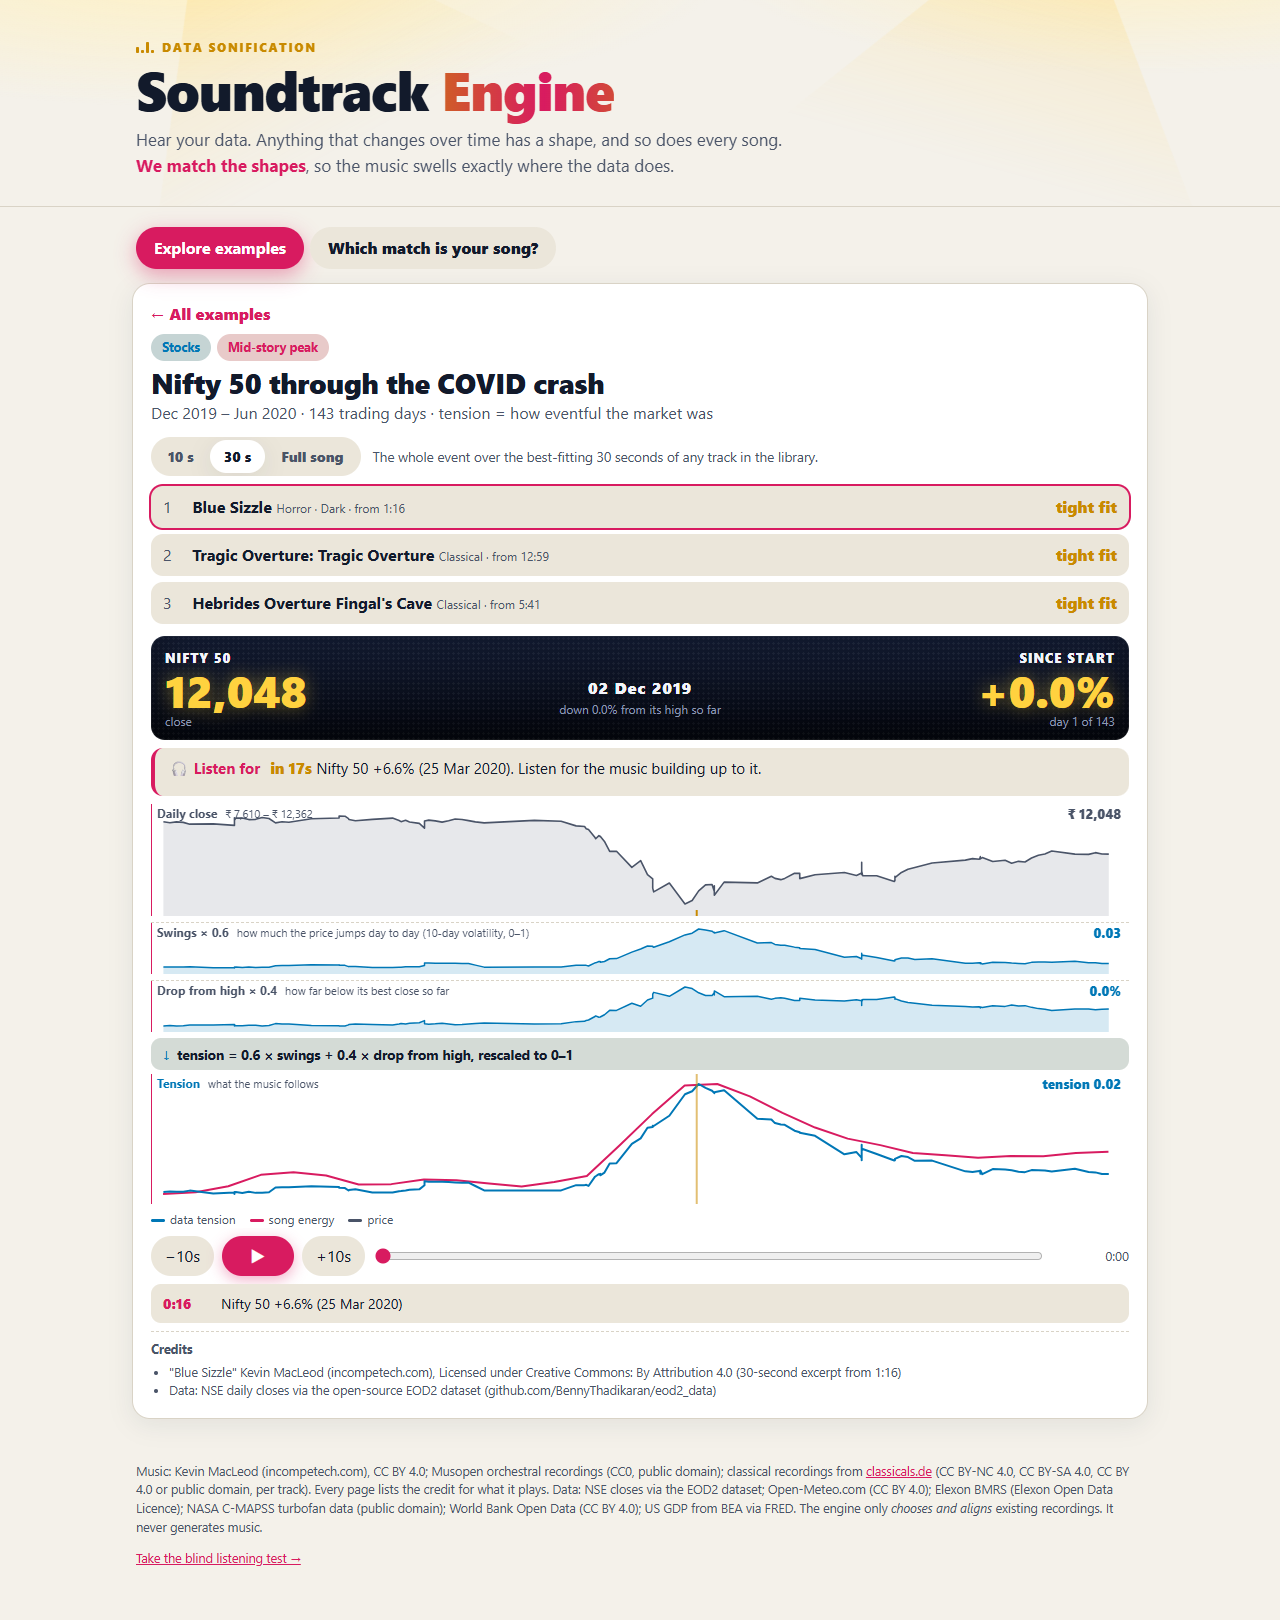 DATA SONIFICATION
Soundtrack Engine
Hear your data. Anything that changes over time has a shape, and so does every song.
We match the shapes, so the music swells exactly where the data does.
Explore examples
Which match is your song?
← All examples
Stocks
Mid-story peak
Nifty 50 through the COVID crash
Dec 2019 – Jun 2020 · 143 trading days · tension = how eventful the market was
10 s
30 s
Full song
The whole event over the best-fitting 30 seconds of any track in the library.
1 Blue Sizzle Horror · Dark · from 1:16 tight fit
2 Tragic Overture: Tragic Overture Classical · from 12:59 tight fit
3 Hebrides Overture Fingal's Cave Classical · from 5:41 tight fit
NIFTY 50
12,048
close
02 Dec 2019
down 0.0% from its high so far
SINCE START
+0.0%
day 1 of 143
Listen for in 17s Nifty 50 +6.6% (25 Mar 2020). Listen for the music building up to it.
Daily close ₹ 7,610 – ₹ 12,362 ₹ 12,048
Swings × 0.6 how much the price jumps day to day (10-day volatility, 0–1) 0.03
Drop from high × 0.4 how far below its best close so far 0.0%
↓ tension = 0.6 × swings + 0.4 × drop from high, rescaled to 0–1
Tension what the music follows tension 0.02
data tension song energy price
−10s
+10s
0:00
0:16 Nifty 50 +6.6% (25 Mar 2020)
Credits
• "Blue Sizzle" Kevin MacLeod (incompetech.com), Licensed under Creative Commons: By Attribution 4.0 (30-second excerpt from 1:16)
• Data: NSE daily closes via the open-source EOD2 dataset (github.com/BennyThadikaran/eod2_data)
Music: Kevin MacLeod (incompetech.com), CC BY 4.0; Musopen orchestral recordings (CC0, public domain); classical recordings from classicals.de (CC BY-NC 4.0, CC BY-SA 4.0, CC BY
4.0 or public domain, per track). Every page lists the credit for what it plays. Data: NSE closes via the EOD2 dataset; Open-Meteo.com (CC BY 4.0); Elexon BMRS (Elexon Open Data
Licence); NASA C-MAPSS turbofan data (public domain); World Bank Open Data (CC BY 4.0); US GDP from BEA via FRED. The engine only chooses and aligns existing recordings. It
never generates music.
Take the blind listening test →